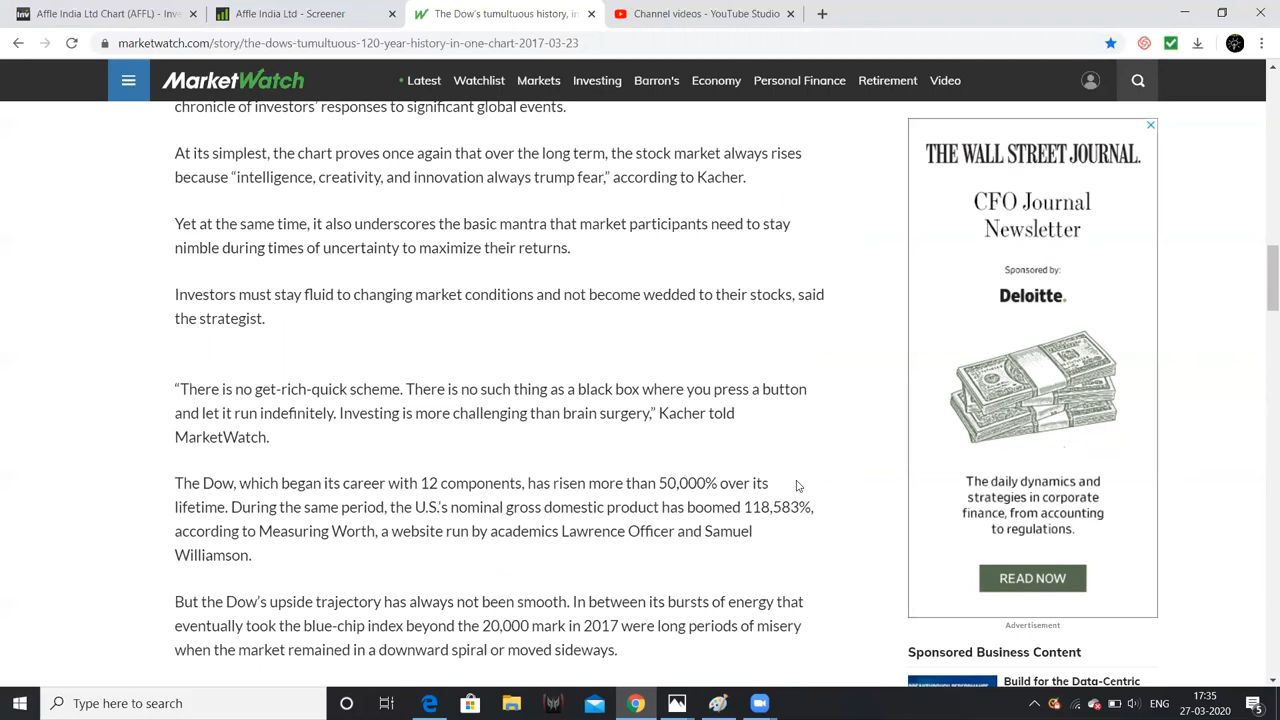 Affle India Ltd Chart (AFFL) - Inve
Affle India Ltd - Screener
The Dow's tumultuous history, in
Channel videos - YouTube Studio
marketwatch.com/story/the-dows-tumultuous-120-year-history-in-one-chart-2017-03-23
MarketWatch
Latest Watchlist Markets Investing Barron's Economy Personal Finance Retirement Video
chronicle of investors' responses to significant global events.
At its simplest, the chart proves once again that over the long term, the stock market always rises
because “intelligence, creativity, and innovation always trump fear,” according to Kacher.
Yet at the same time, it also underscores the basic mantra that market participants need to stay
nimble during times of uncertainty to maximize their returns.
Investors must stay fluid to changing market conditions and not become wedded to their stocks, said
the strategist.
“There is no get-rich-quick scheme. There is no such thing as a black box where you press a button
and let it run indefinitely. Investing is more challenging than brain surgery,” Kacher told
MarketWatch.
The Dow, which began its career with 12 components, has risen more than 50,000% over its
lifetime. During the same period, the U.S.'s nominal gross domestic product has boomed 118,583%,
according to Measuring Worth, a website run by academics Lawrence Officer and Samuel
Williamson.
But the Dow's upside trajectory has always not been smooth. In between its bursts of energy that
eventually took the blue-chip index beyond the 20,000 mark in 2017 were long periods of misery
when the market remained in a downward spiral or moved sideways.
THE WALL STREET JOURNAL.
CFO Journal
Newsletter
Sponsored by:
Deloitte.
The daily dynamics and
strategies in corporate
finance, from accounting
to regulations.
READ NOW
Advertisement
Sponsored Business Content
Build for the Data-Centric
Type here to search
ENG
17:35
27-03-2020
5